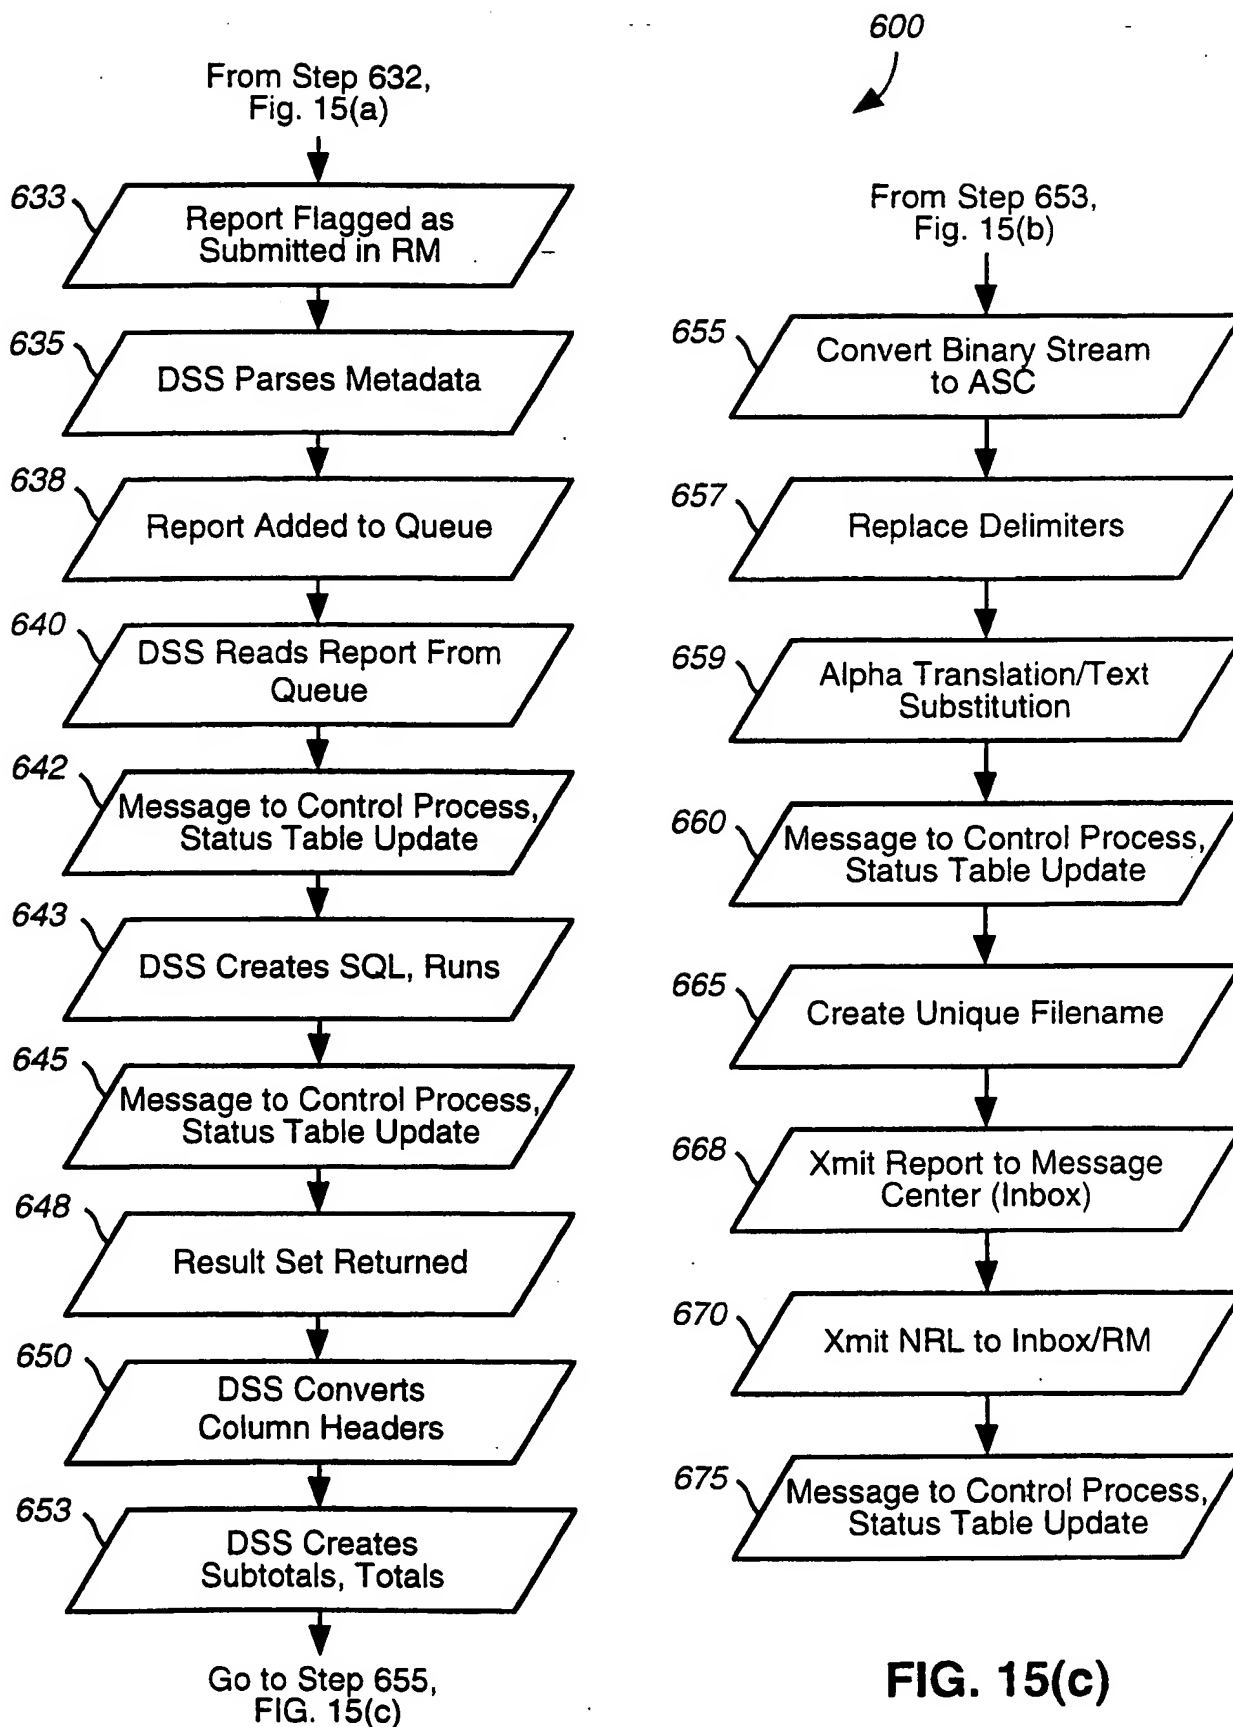 600
From Step 632,
Fig. 15(a)
633
Report Flagged as
Submitted in RM
635
DSS Parses Metadata
638
Report Added to Queue
640
DSS Reads Report From
Queue
642
Message to Control Process,
Status Table Update
643
DSS Creates SQL, Runs
645
Message to Control Process,
Status Table Update
648
Result Set Returned
650
DSS Converts
Column Headers
653
DSS Creates
Subtotals, Totals
Go to Step 655,
FIG. 15(c)
From Step 653,
Fig. 15(b)
655
Convert Binary Stream
to ASC
657
Replace Delimiters
659
Alpha Translation/Text
Substitution
660
Message to Control Process,
Status Table Update
665
Create Unique Filename
668
Xmit Report to Message
Center (Inbox)
670
Xmit NRL to Inbox/RM
675
Message to Control Process,
Status Table Update
FIG. 15(c)